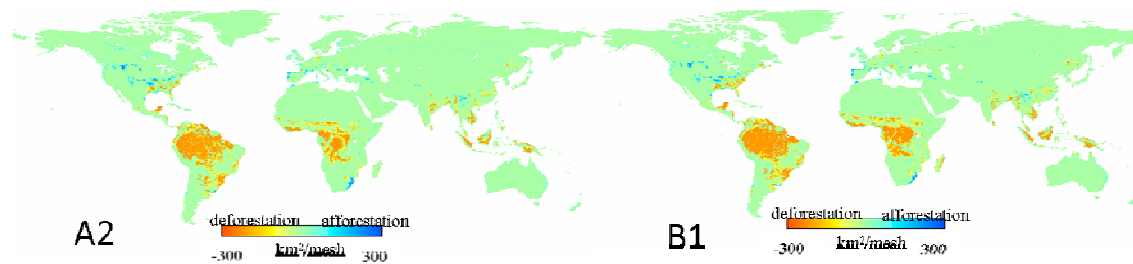 deforestation afforestation
A2
km²/mesh
-300 300
deforestation afforestation
B1
km²/mesh
-300 300